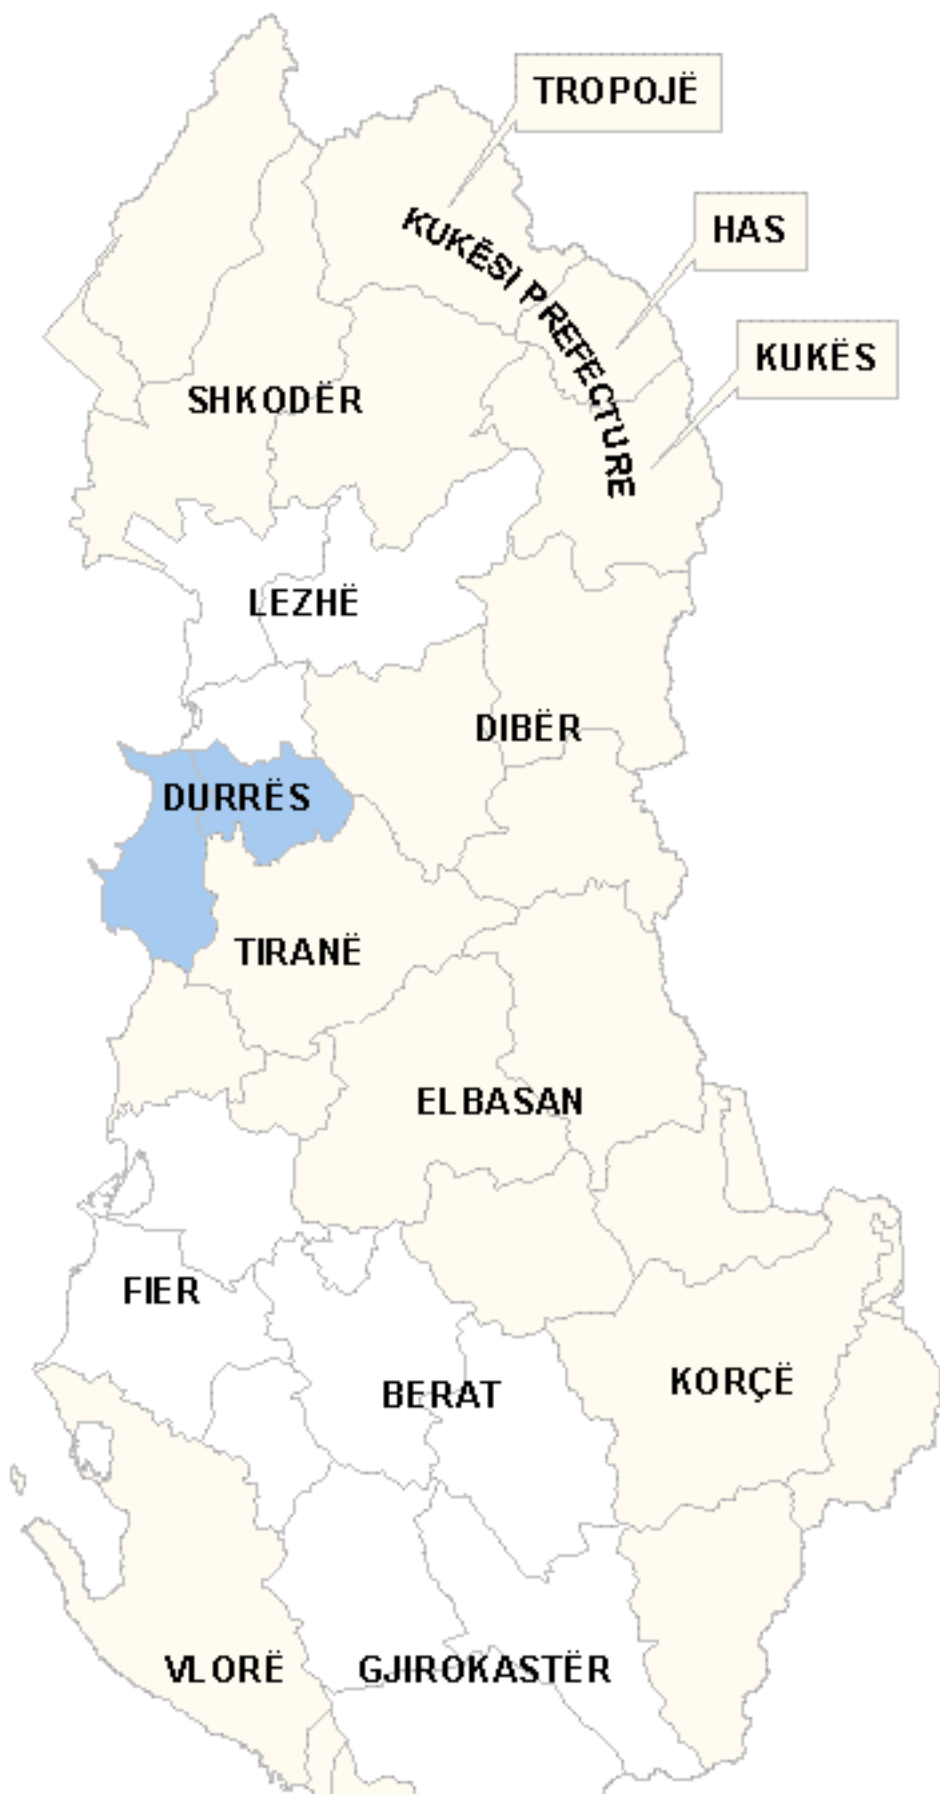 TROPOJË
HAS
KUKËSI PREFECTURE
KUKËS
SHKODËR
LEZHË
DIBËR
DURRËS
TIRANË
ELBASAN
FIER
KORÇË
BERAT
VLORË
GJIROKASTËR